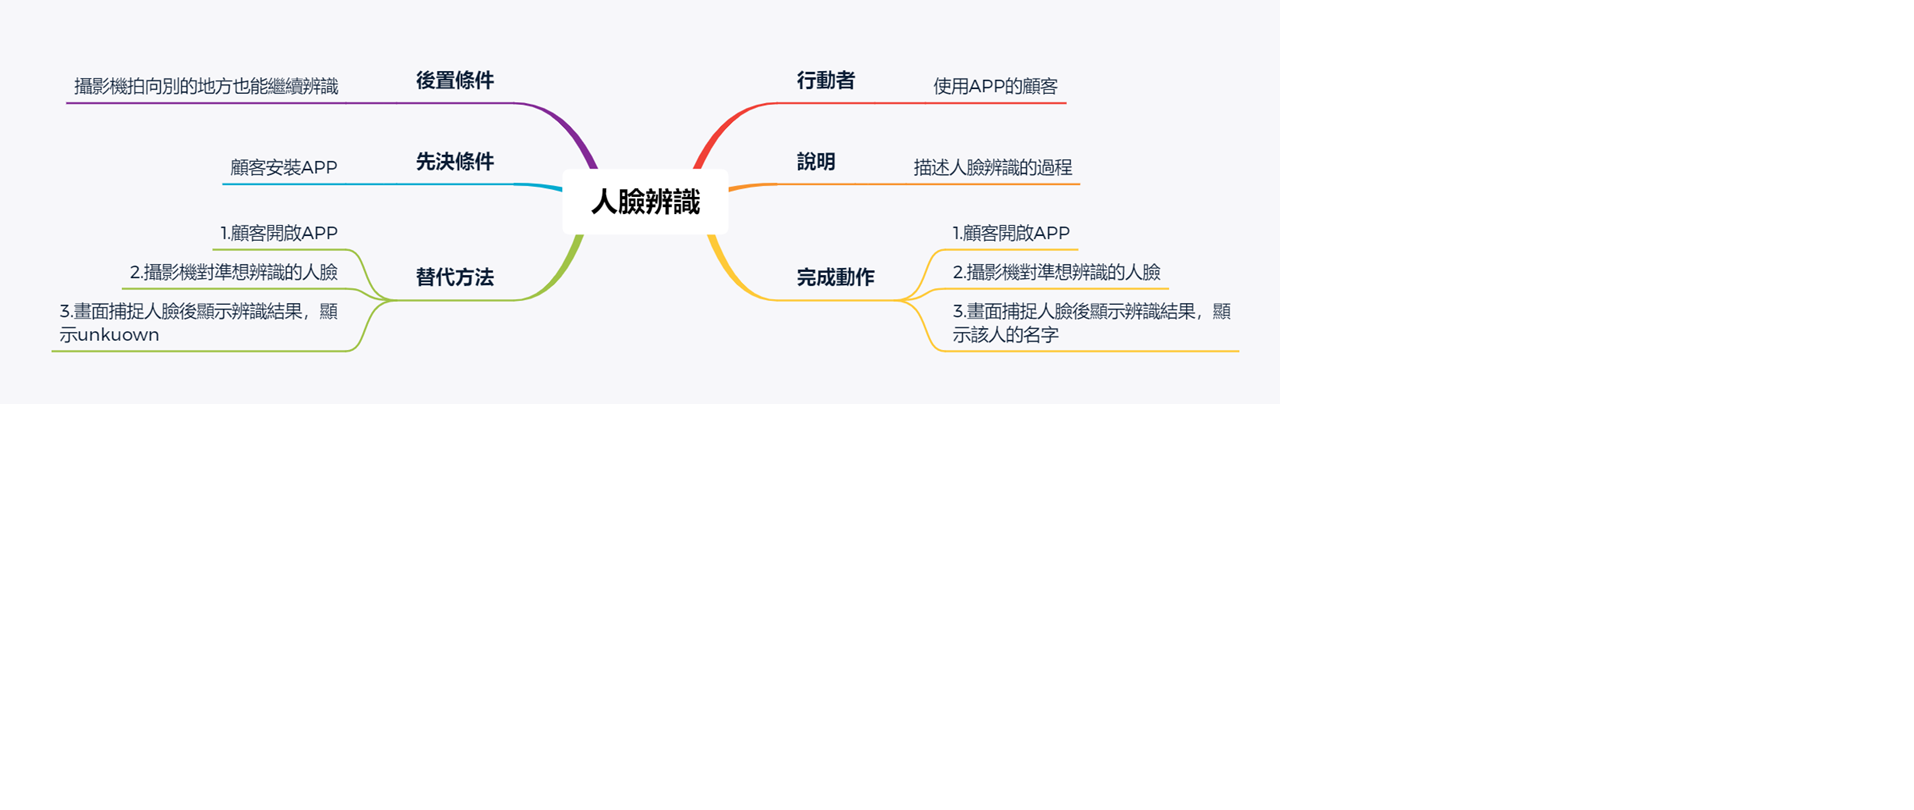 人臉辨識
行動者
使用APP的顧客
說明
描述人臉辨識的過程
完成動作
1.顧客開啟APP
2.攝影機對準想辨識的人臉
3.畫面捕捉人臉後顯示辨識結果，顯
示該人的名字
後置條件
攝影機拍向別的地方也能繼續辨識
先決條件
顧客安裝APP
替代方法
1.顧客開啟APP
2.攝影機對準想辨識的人臉
3.畫面捕捉人臉後顯示辨識結果，顯
示unkuown